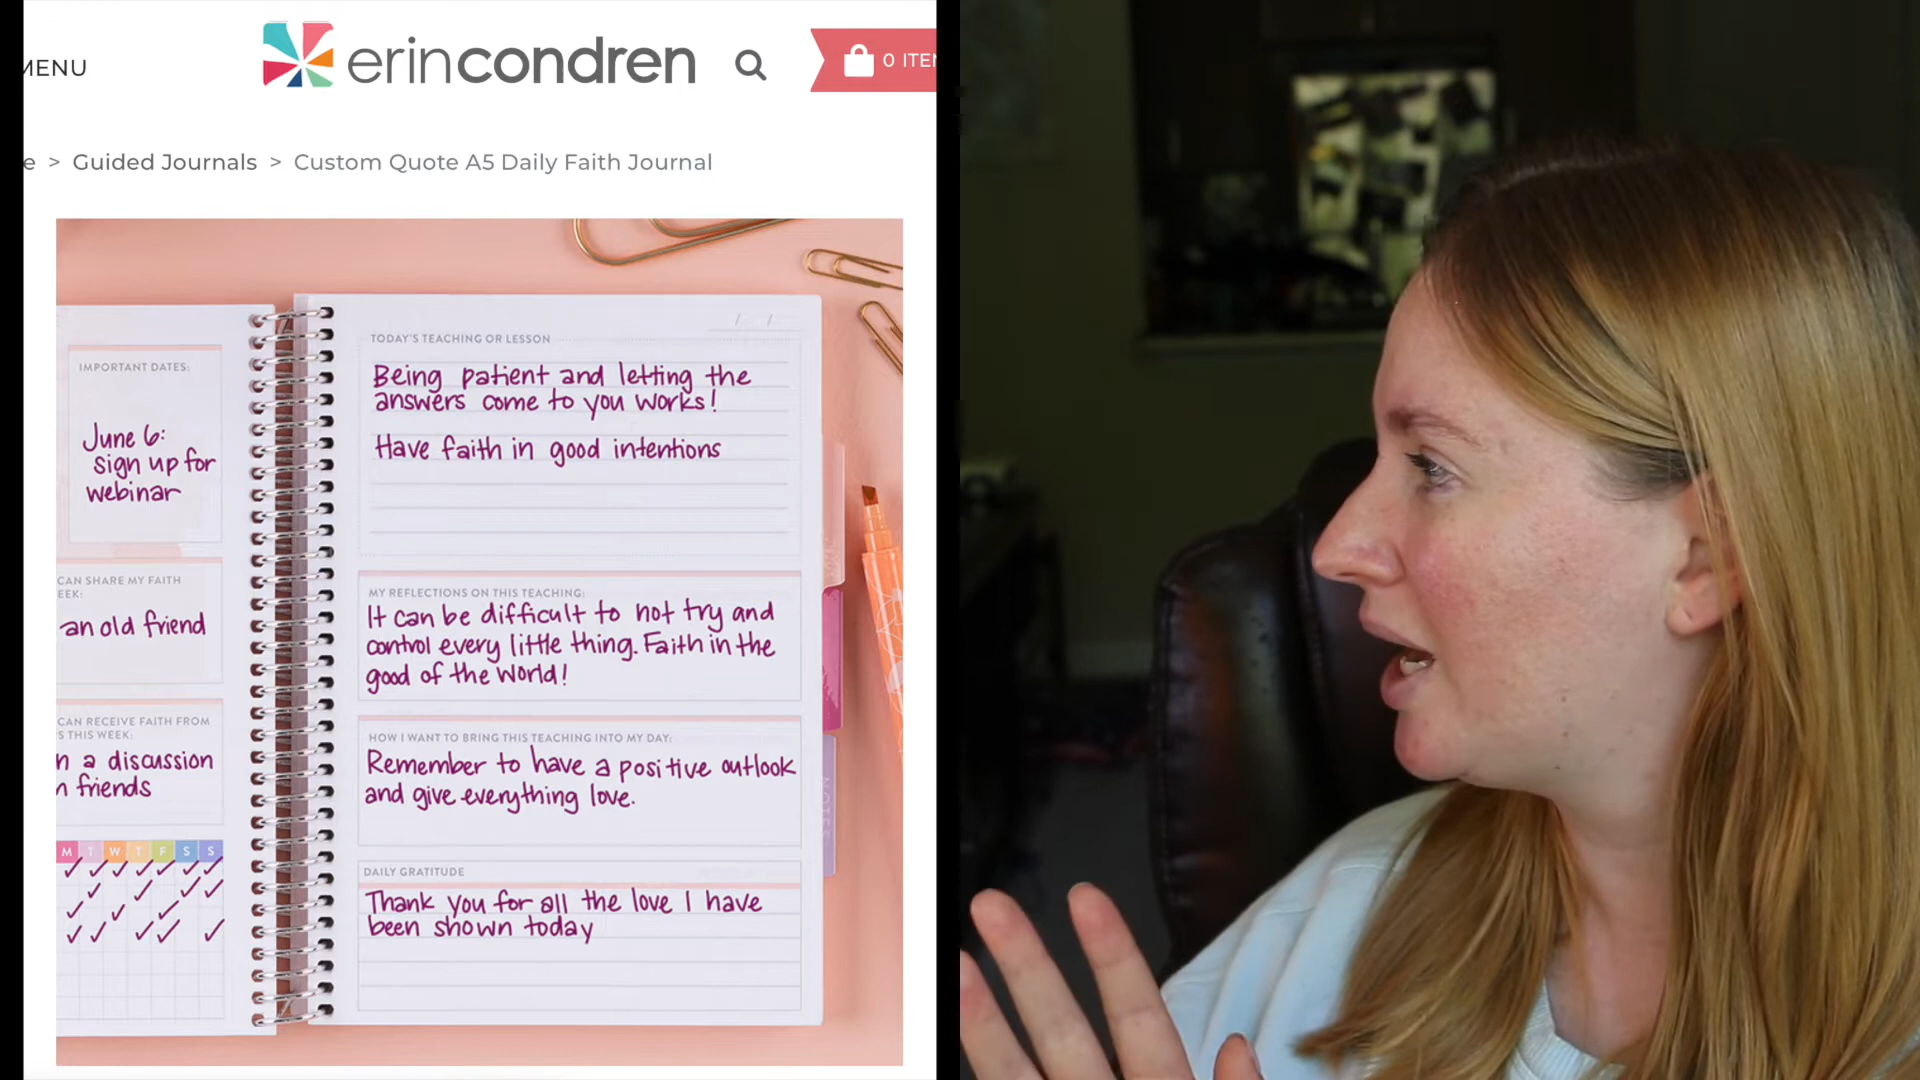 MENU
erincondren
0 ITEM
e > Guided Journals > Custom Quote A5 Daily Faith Journal
IMPORTANT DATES:
June 6:
sign up for
webinar
CAN SHARE MY FAITH
EEK:
an old friend
CAN RECEIVE FAITH FROM
S THIS WEEK:
n a discussion
n friends
M T W T F S S
TODAY'S TEACHING OR LESSON
/ /
Being patient and letting the
answers come to you works!
Have faith in good intentions
MY REFLECTIONS ON THIS TEACHING:
It can be difficult to not try and
control every little thing. Faith in the
good of the world!
HOW I WANT TO BRING THIS TEACHING INTO MY DAY:
Remember to have a positive outlook
and give everything love.
DAILY GRATITUDE
Thank you for all the love I have
been shown today
NOTES